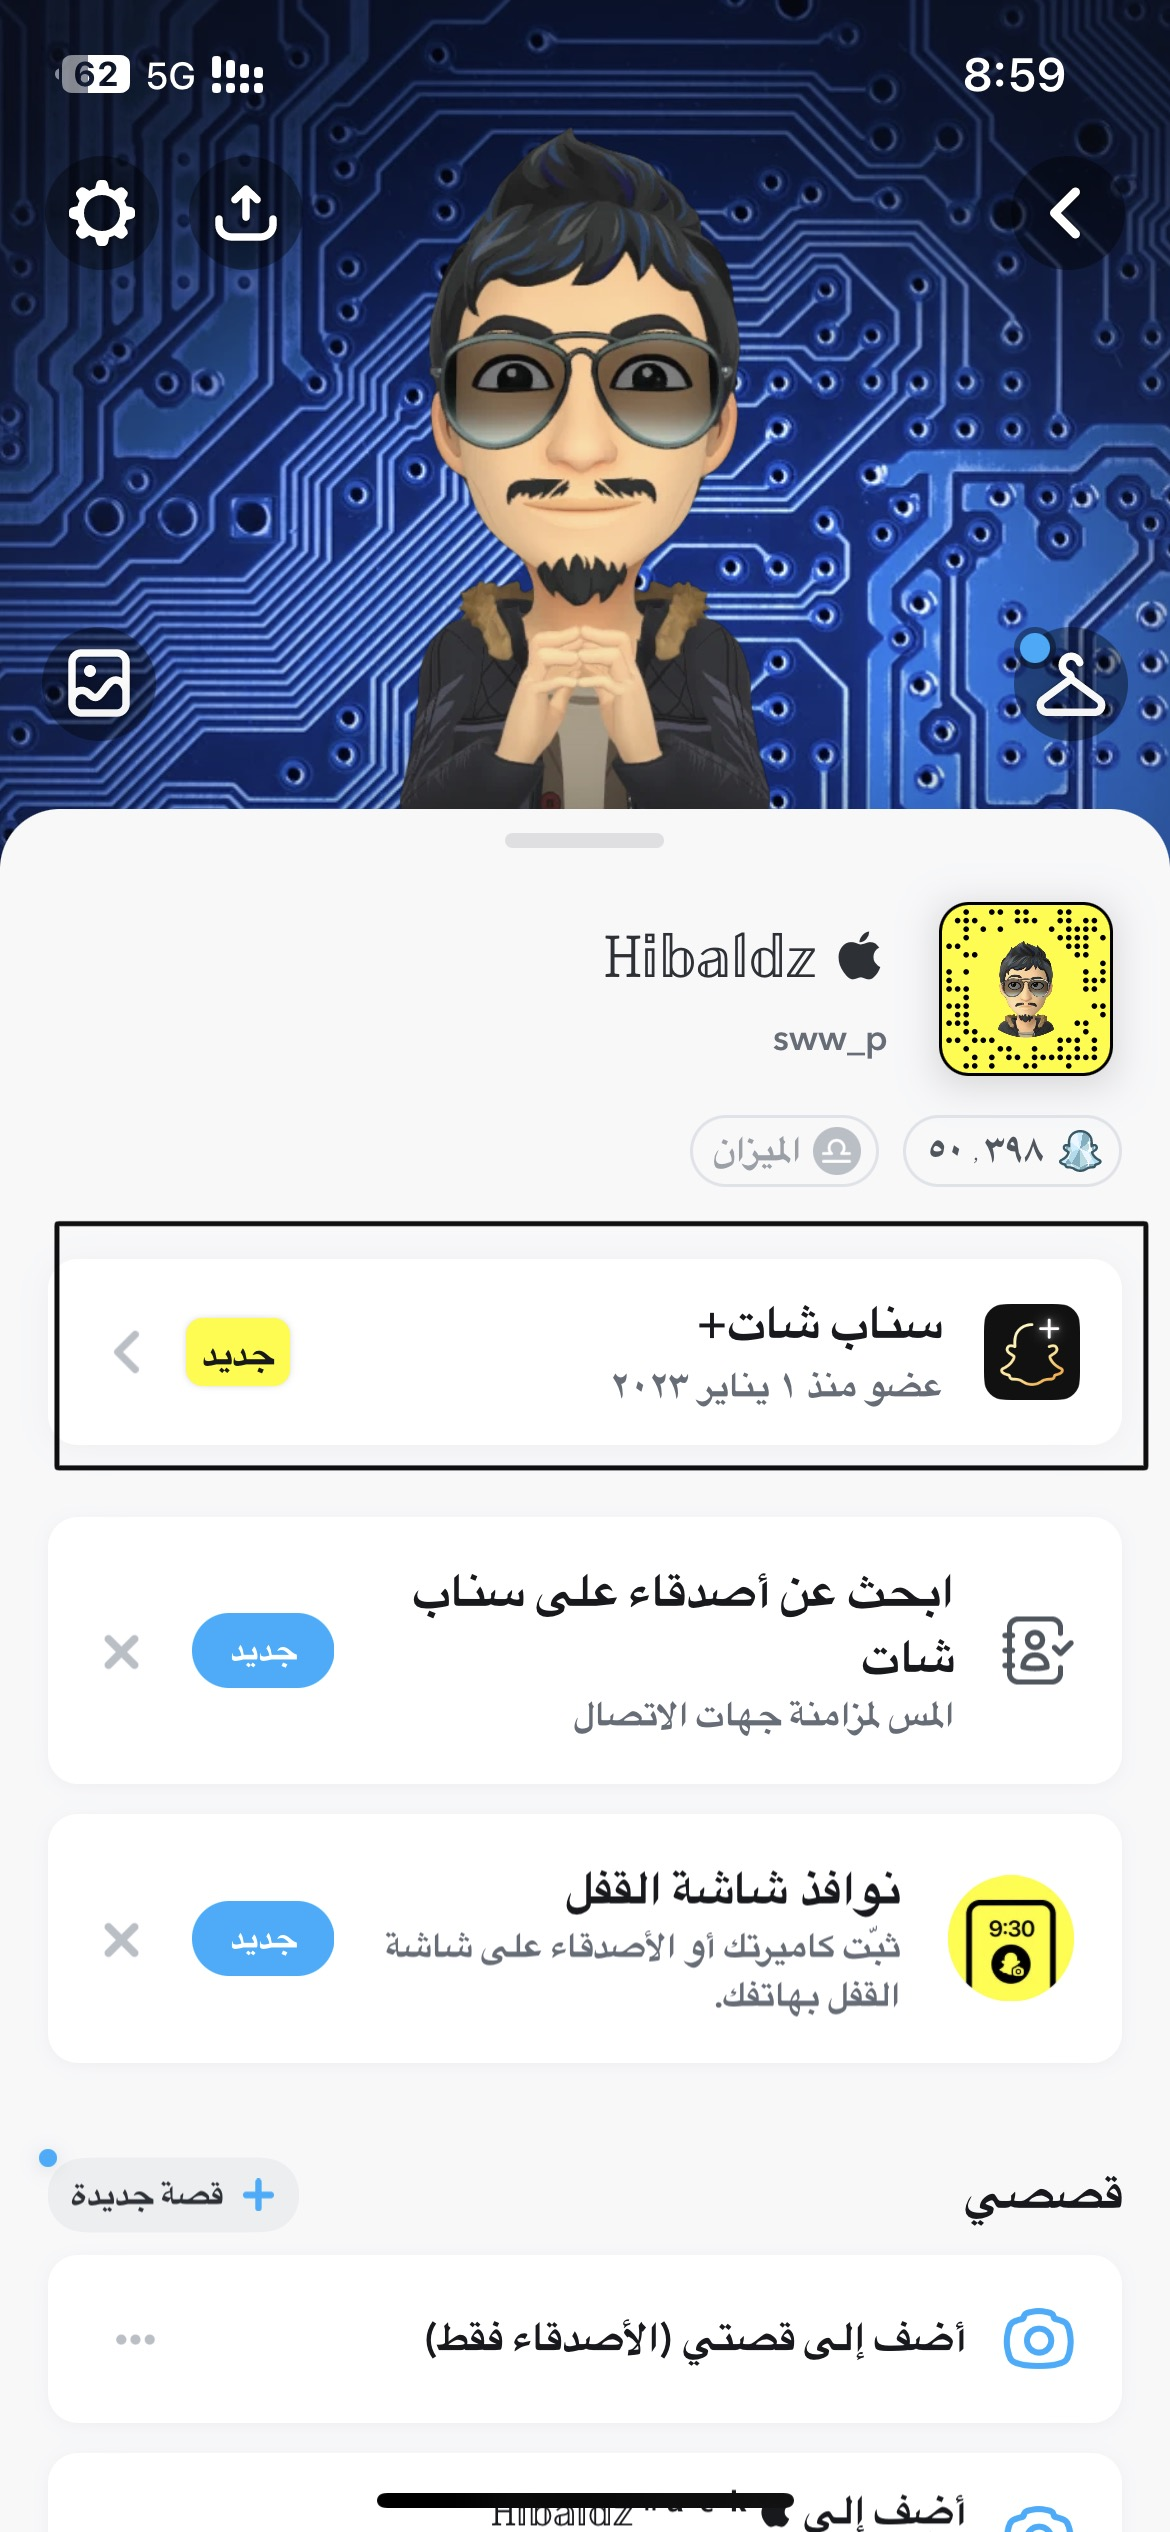 8:59
5G 62
Hibaldz
sww_p
٥٠,٣٩٨
الميزان
سناب شات+
عضو منذ ١ يناير ٢٠٢٣
جديد
ابحث عن أصدقاء على سناب
شات
المس لمزامنة جهات الاتصال
جديد
نوافذ شاشة القفل
ثبّت كاميرتك أو الأصدقاء على شاشة
القفل بهاتفك.
جديد
9:30
قصصي
قصة جديدة
أضف إلى قصتي (الأصدقاء فقط)
أضف إلى
Hibaldz